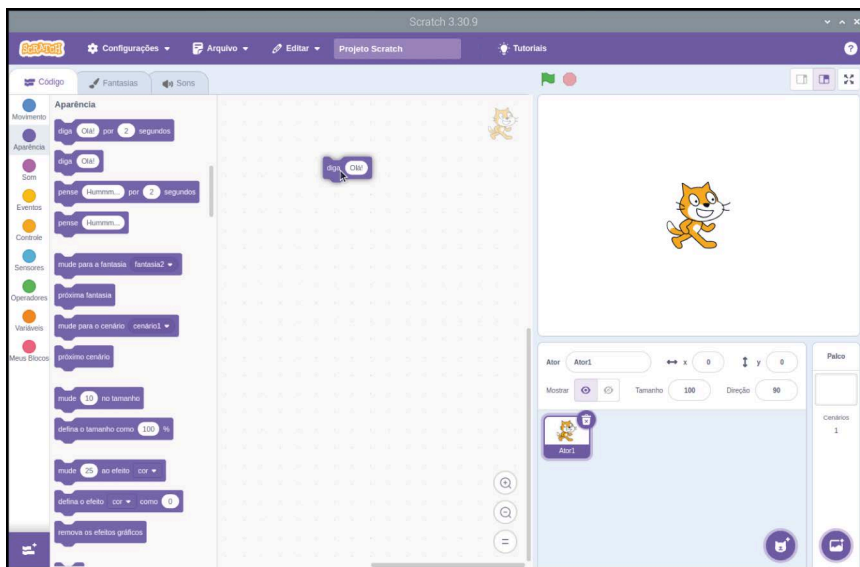 Scratch 3.30.9
SCRATCH
Configurações
Arquivo
Editar
Projeto Scratch
Tutoriais
?
Código
Fantasias
Sons
Movimento
Aparência
Som
Eventos
Controle
Sensores
Operadores
Variáveis
Meus Blocos
Aparência
diga Olá! por 2 segundos
diga Olá!
pense Hummm... por 2 segundos
pense Hummm...
mude para a fantasia fantasia2
próxima fantasia
mude para o cenário cenário1
próximo cenário
mude 10 no tamanho
defina o tamanho como 100 %
mude 25 ao efeito cor
defina o efeito cor como 0
remova os efeitos gráficos
diga Olá!
Ator Ator1 x 0 y 0
Mostrar Tamanho 100 Direção 90
Ator1
Palco
Cenários
1